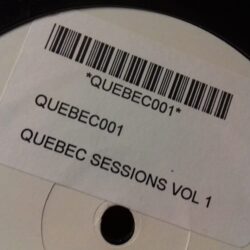 *QUEBEC001*
QUEBEC001
QUEBEC SESSIONS VOL 1